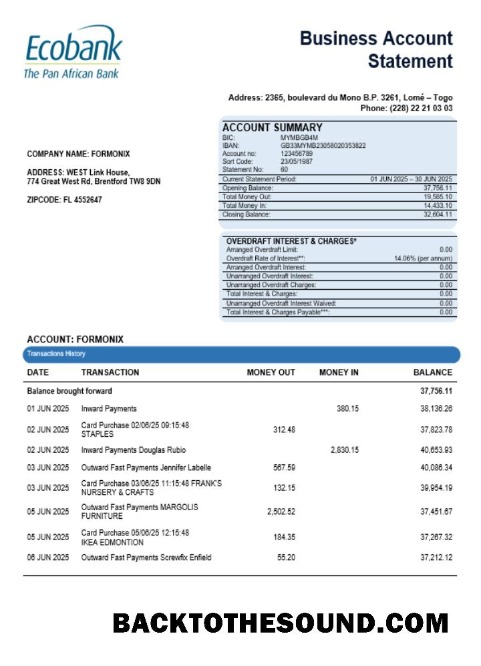 Ecobank
The Pan African Bank
Business Account
Statement
Address: 2365, boulevard du Mono B.P. 3261, Lomé – Togo
Phone: (228) 22 21 03 03
COMPANY NAME: FORMONIX
ADDRESS: WEST Link House,
774 Great West Rd, Brentford TW8 9DN
ZIPCODE: FL 4552647
ACCOUNT SUMMARY
BIC: MYMBGB4M
IBAN: GB33MYMB23058020353822
Account no: 123456789
Sort Code: 23/05/1987
Statement No: 60
Current Statement Period: 01 JUN 2025 – 30 JUN 2025
Opening Balance: 37,756.11
Total Money Out: 19,585.10
Total Money In: 14,433.10
Closing Balance: 32,604.11
OVERDRAFT INTEREST & CHARGES*
Arranged Overdraft Limit: 0.00
Overdraft Rate of Interest**: 14.06% (per annum)
Arranged Overdraft Interest: 0.00
Unarranged Overdraft Interest: 0.00
Unarranged Overdraft Charges: 0.00
Total Interest & Charges: 0.00
Unarranged Overdraft Interest Waived: 0.00
Total Interest & Charges Payable***: 0.00
ACCOUNT: FORMONIX
Transactions History
DATE TRANSACTION MONEY OUT MONEY IN BALANCE
Balance brought forward 37,756.11
01 JUN 2025 Inward Payments 380.15 38,136.26
02 JUN 2025 Card Purchase 02/06/25 09:15:48
STAPLES 312.48 37,823.78
02 JUN 2025 Inward Payments Douglas Rubio 2,830.15 40,653.93
03 JUN 2025 Outward Fast Payments Jennifer Labelle 567.59 40,086.34
03 JUN 2025 Card Purchase 03/06/25 11:15:48 FRANK'S
NURSERY & CRAFTS 132.15 39,954.19
05 JUN 2025 Outward Fast Payments MARGOLIS
FURNITURE 2,502.52 37,451.67
05 JUN 2025 Card Purchase 05/06/25 12:15:48
IKEA EDMONTION 184.35 37,267.32
06 JUN 2025 Outward Fast Payments Screwfix Enfield 55.20 37,212.12
BACKTOTHESOUND.COM